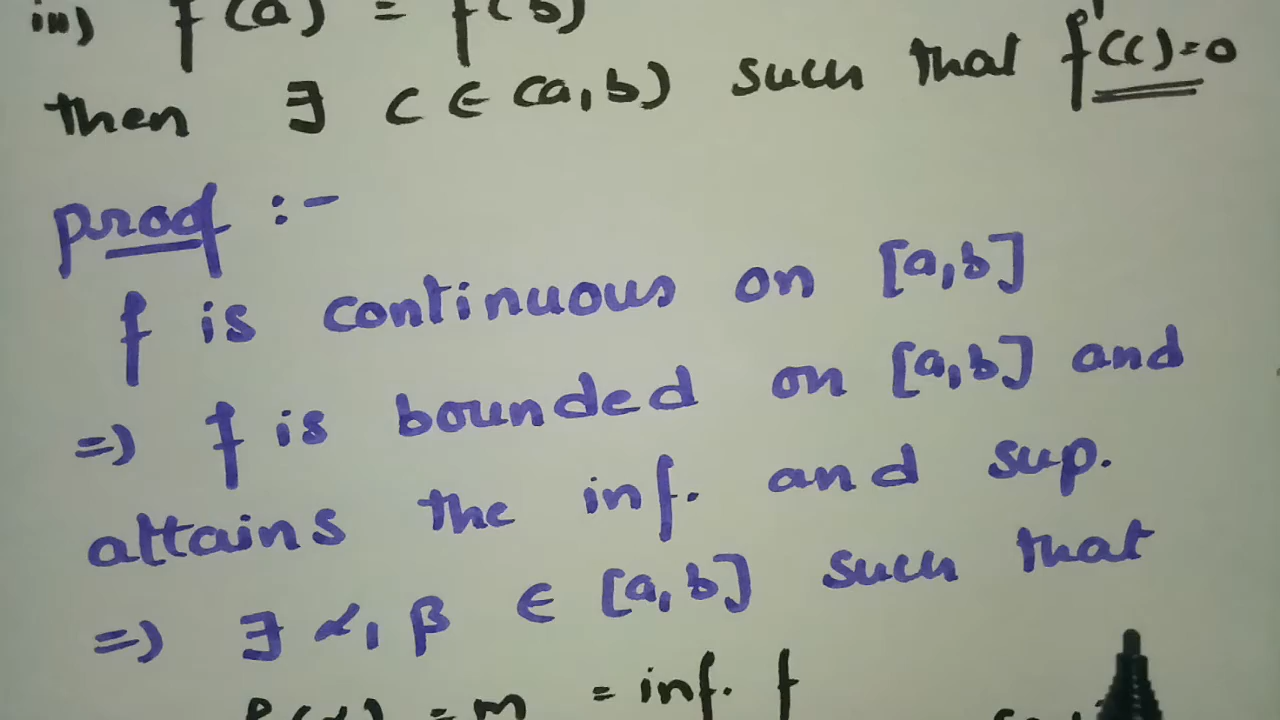 iii) f(a) = f(b)
then ∃ c ∈ (a,b) such that f'(c)=0
proof :-
f is continuous on [a,b]
=) f is bounded on [a,b] and
attains the inf. and sup.
=) ∃ α, β ∈ [a,b] such that
f(α) = m = inf. f